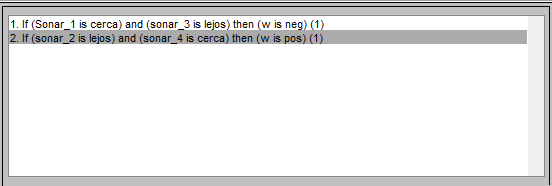 1. If (Sonar_1 is cerca) and (sonar_3 is lejos) then (w is neg) (1)
2. If (sonar_2 is lejos) and (sonar_4 is cerca) then (w is pos) (1)